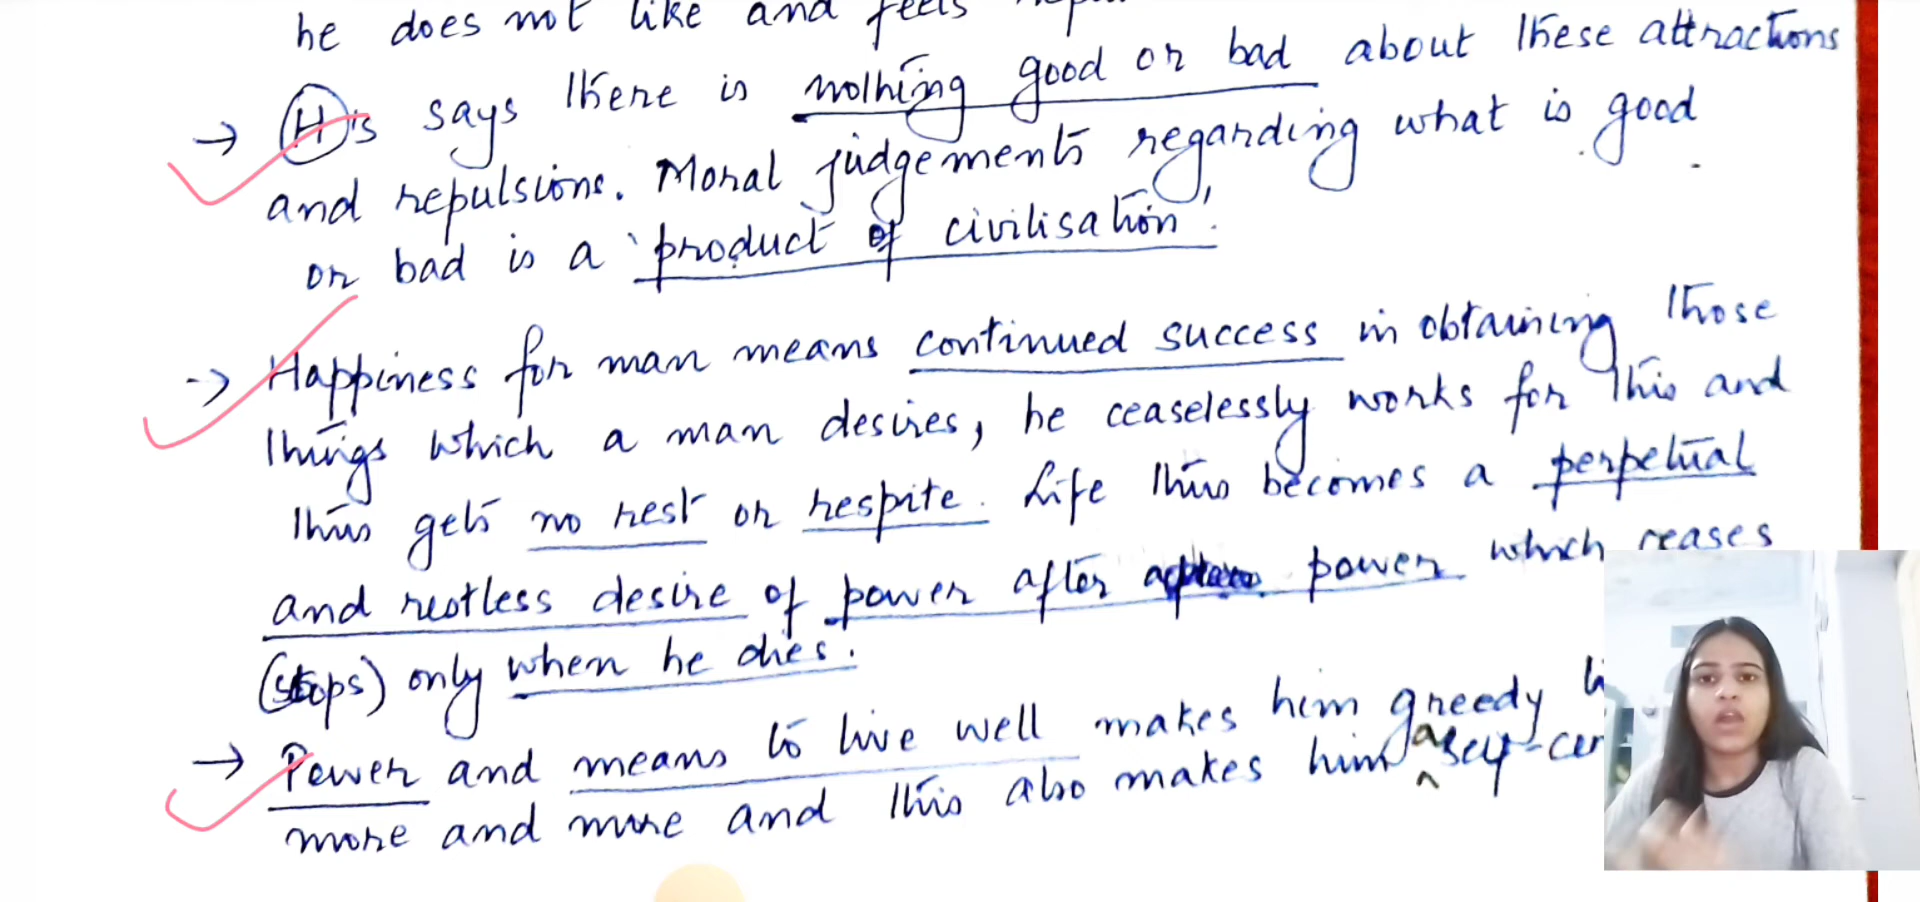 he does not like and feels
→ H's says there is nothing good or bad about these attractions
and repulsions. Moral judgements regarding what is good
or bad is a 'product of civilisation'.
→ Happiness for man means continued success in obtaining those
things which a man desires, he ceaselessly works for this and
thus gets no rest or respite. Life thus becomes a perpetual
and restless desire of power after power which ceases
(stops) only when he dies.
→ Power and means to live well makes him greedy
more and more and this also makes him a self-cen